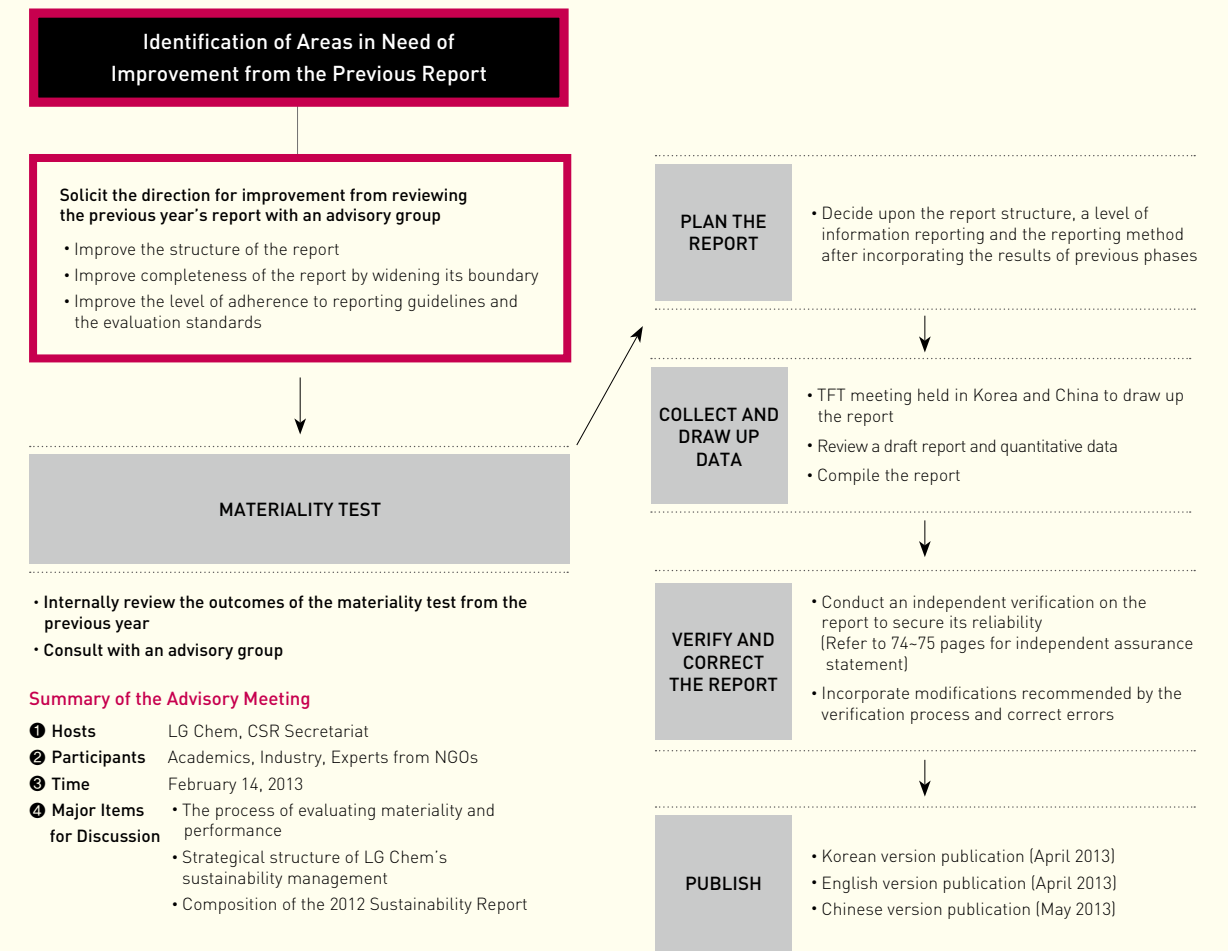 Identification of Areas in Need of
Improvement from the Previous Report
Solicit the direction for improvement from reviewing
the previous year's report with an advisory group
• Improve the structure of the report
• Improve completeness of the report by widening its boundary
• Improve the level of adherence to reporting guidelines and
the evaluation standards
MATERIALITY TEST
• Internally review the outcomes of the materiality test from the
previous year
• Consult with an advisory group
Summary of the Advisory Meeting
❶ Hosts LG Chem, CSR Secretariat
❷ Participants Academics, Industry, Experts from NGOs
❸ Time February 14, 2013
❹ Major Items
for Discussion
• The process of evaluating materiality and
performance
• Strategical structure of LG Chem's
sustainability management
• Composition of the 2012 Sustainability Report
PLAN THE
REPORT
• Decide upon the report structure, a level of
information reporting and the reporting method
after incorporating the results of previous phases
COLLECT AND
DRAW UP
DATA
• TFT meeting held in Korea and China to draw up
the report
• Review a draft report and quantitative data
• Compile the report
VERIFY AND
CORRECT
THE REPORT
• Conduct an independent verification on the
report to secure its reliability
(Refer to 74~75 pages for independent assurance
statement)
• Incorporate modifications recommended by the
verification process and correct errors
PUBLISH
• Korean version publication (April 2013)
• English version publication (April 2013)
• Chinese version publication (May 2013)